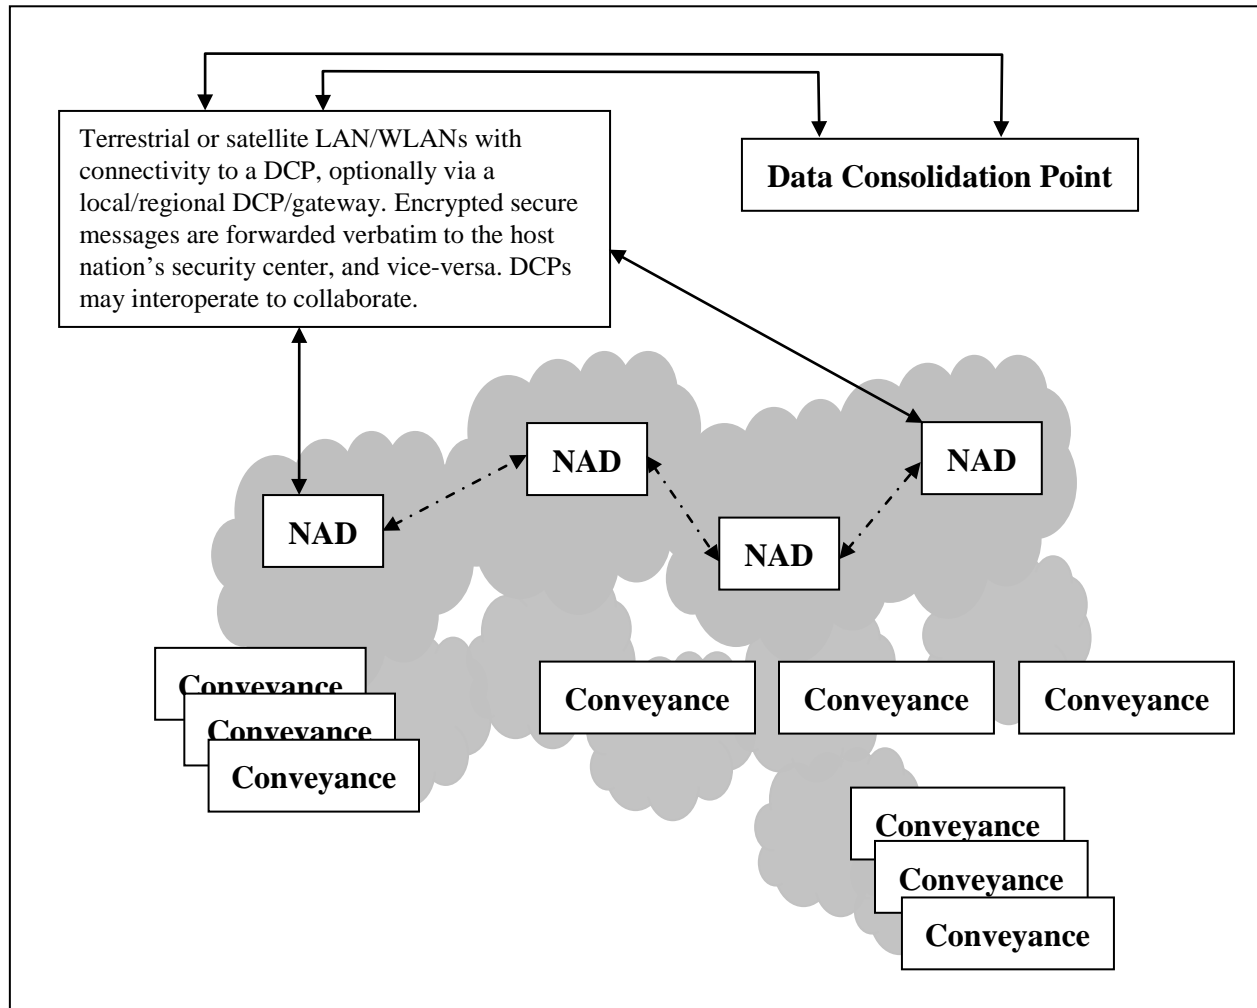 Terrestrial or satellite LAN/WLANs with
connectivity to a DCP, optionally via a
local/regional DCP/gateway. Encrypted secure
messages are forwarded verbatim to the host
nation’s security center, and vice-versa. DCPs
may interoperate to collaborate.
Data Consolidation Point
NAD
NAD
NAD
NAD
Conveyance
Conveyance
Conveyance
Conveyance
Conveyance
Conveyance
Conveyance
Conveyance
Conveyance